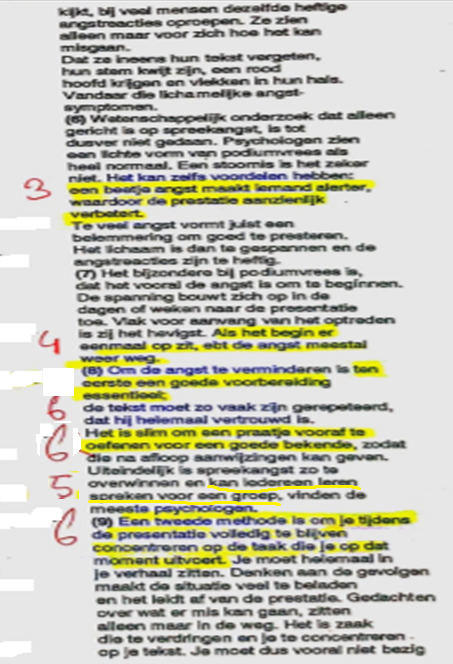 kijkt, bij veel mensen dezelfde heftige
angstreacties oproepen. Ze zien
alleen maar voor zich hoe het kan
misgaan.
Dat ze ineens hun tekst vergeten,
hun stem kwijt zijn, een rood
hoofd krijgen en vlekken in hun hals.
Vandaar die lichamelijke angst-
symptomen.
(6) Wetenschappelijk onderzoek dat alleen
gericht is op spreekangst, is tot
dusver niet gedaan. Psychologen zien
een lichte vorm van podiumvrees als
heel normaal. Een stoornis is het zeker
niet. Het kan zelfs voordelen hebben:
3 een beetje angst maakt iemand alerter,
waardoor de prestatie aanzienlijk
verbetert.
Te veel angst vormt juist een
belemmering om goed te presteren.
Het lichaam is dan te gespannen en de
angstreacties zijn te heftig.
(7) Het bijzondere bij podiumvrees is,
dat het vooral de angst is om te beginnen.
De spanning bouwt zich op in de
dagen of weken naar de presentatie
toe. Vlak voor aanvang van het optreden
is zij het hevigst. Als het begin er
4 eenmaal op zit, ebt de angst meestal
weer weg.
(8) Om de angst te verminderen is ten
eerste een goede voorbereiding
essentieel;
6 de tekst moet zo vaak zijn gerepeteerd,
dat hij helemaal vertrouwd is.
Het is slim om een praatje vooraf te
6 oefenen voor een goede bekende, zodat
die na afloop aanwijzingen kan geven.
Uiteindelijk is spreekangst zo te
5 overwinnen en kan iedereen leren
spreken voor een groep, vinden de
meeste psychologen.
6 (9) Een tweede methode is om je tijdens
de presentatie volledig te blijven
concentreren op de taak die je op dat
moment uitvoert. Je moet helemaal in
je verhaal zitten. Denken aan de gevolgen
maakt de situatie veel te beladen
en het leidt af van de prestatie. Gedachten
over wat er mis kan gaan, zitten
alleen maar in de weg. Het is zaak
die te verdringen en je te concentreren
op je tekst. Je moet dus vooral niet bezig